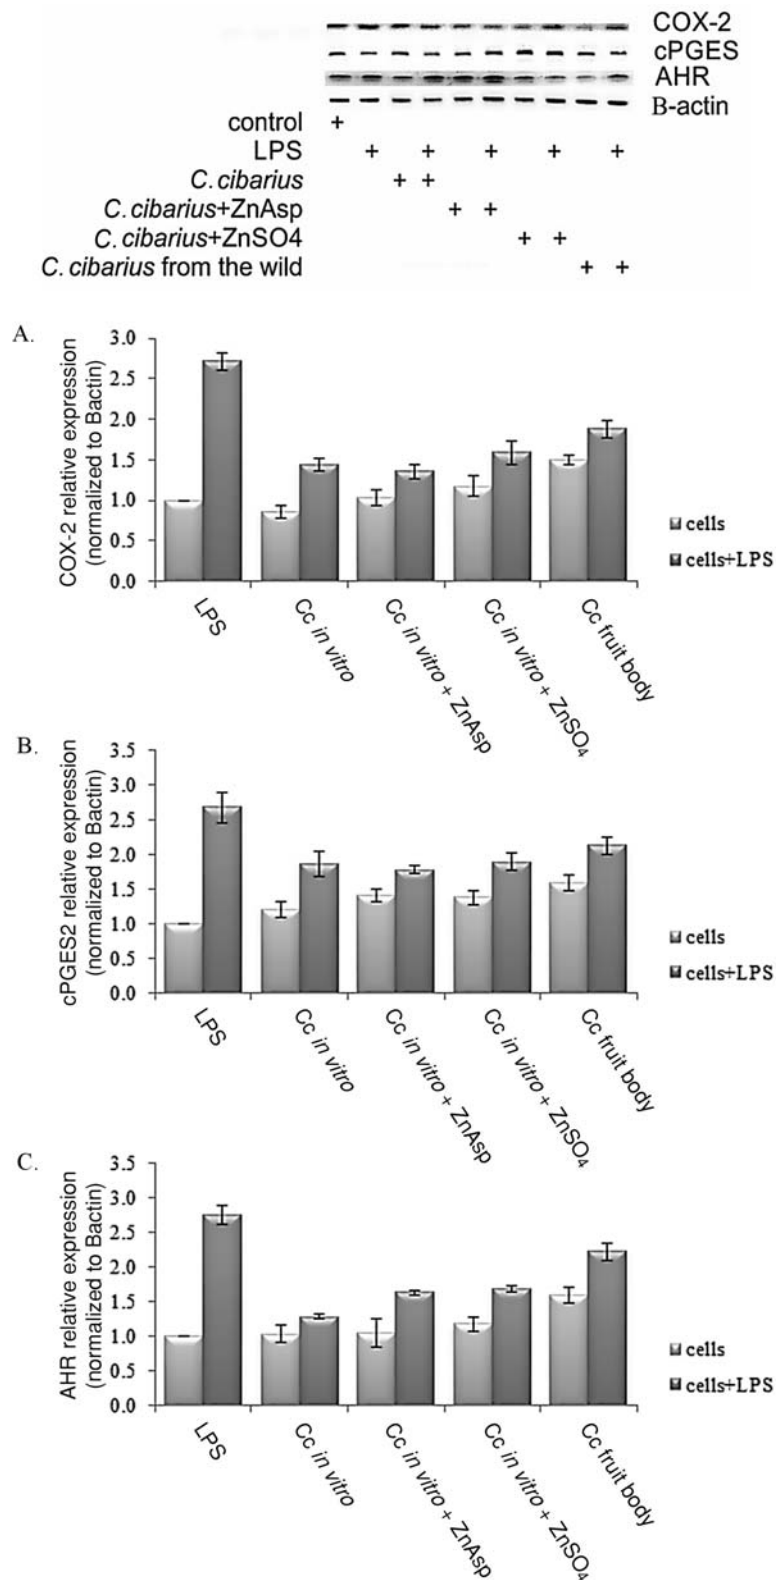 COX-2
cPGES
AHR
B-actin
control +
LPS + + + + +
C. cibarius + +
C. cibarius+ZnAsp + +
C. cibarius+ZnSO4 + +
C. cibarius from the wild + +
A.
COX-2 relative expression
(normalized to Bactin)
3.0
2.5
2.0
1.5
1.0
0.5
0.0
LPS
Cc in vitro
Cc in vitro + ZnAsp
Cc in vitro + ZnSO4
Cc fruit body
cells
cells+LPS
B.
cPGES2 relative expression
(normalized to Bactin)
3.5
3.0
2.5
2.0
1.5
1.0
0.5
0.0
LPS
Cc in vitro
Cc in vitro + ZnAsp
Cc in vitro + ZnSO4
Cc fruit body
cells
cells+LPS
C.
AHR relative expression
(normalized to Bactin)
3.5
3.0
2.5
2.0
1.5
1.0
0.5
0.0
LPS
Cc in vitro
Cc in vitro + ZnAsp
Cc in vitro + ZnSO4
Cc fruit body
cells
cells+LPS